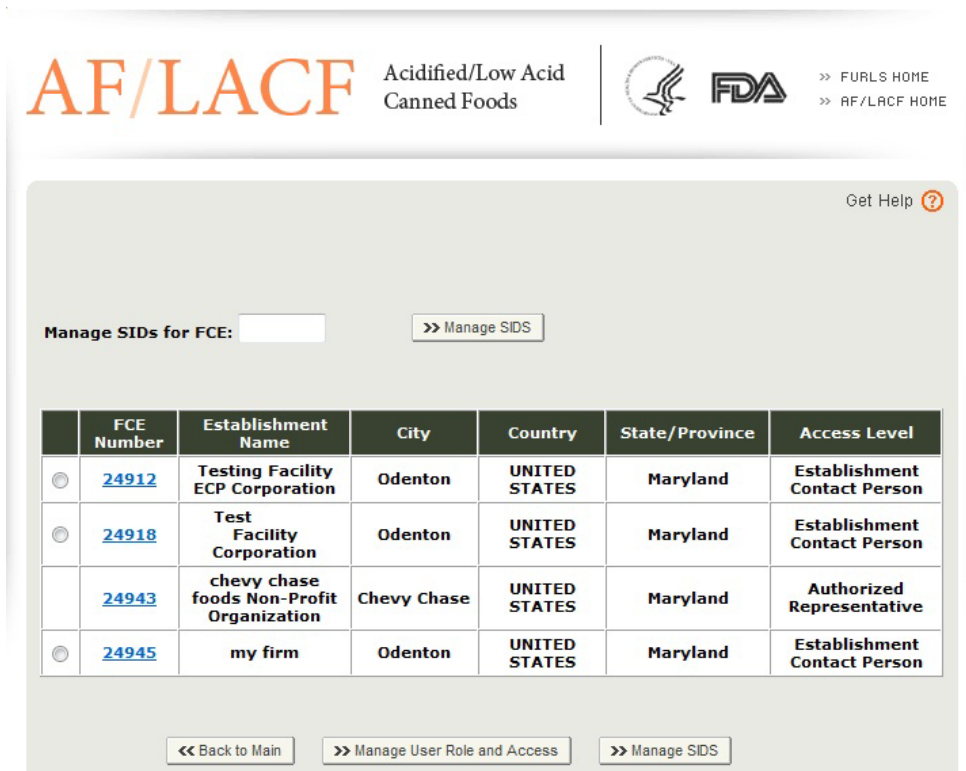 AF/LACF
Acidified/Low Acid
Canned Foods
FDA
>> FURLS HOME
>> AF/LACF HOME
Get Help ?
Manage SIDs for FCE:
>> Manage SIDS
FCE Number Establishment Name City Country State/Province Access Level
24912 Testing Facility ECP Corporation Odenton UNITED STATES Maryland Establishment Contact Person
24918 Test Facility Corporation Odenton UNITED STATES Maryland Establishment Contact Person
24943 chevy chase foods Non-Profit Organization Chevy Chase UNITED STATES Maryland Authorized Representative
24945 my firm Odenton UNITED STATES Maryland Establishment Contact Person
<< Back to Main >> Manage User Role and Access >> Manage SIDS